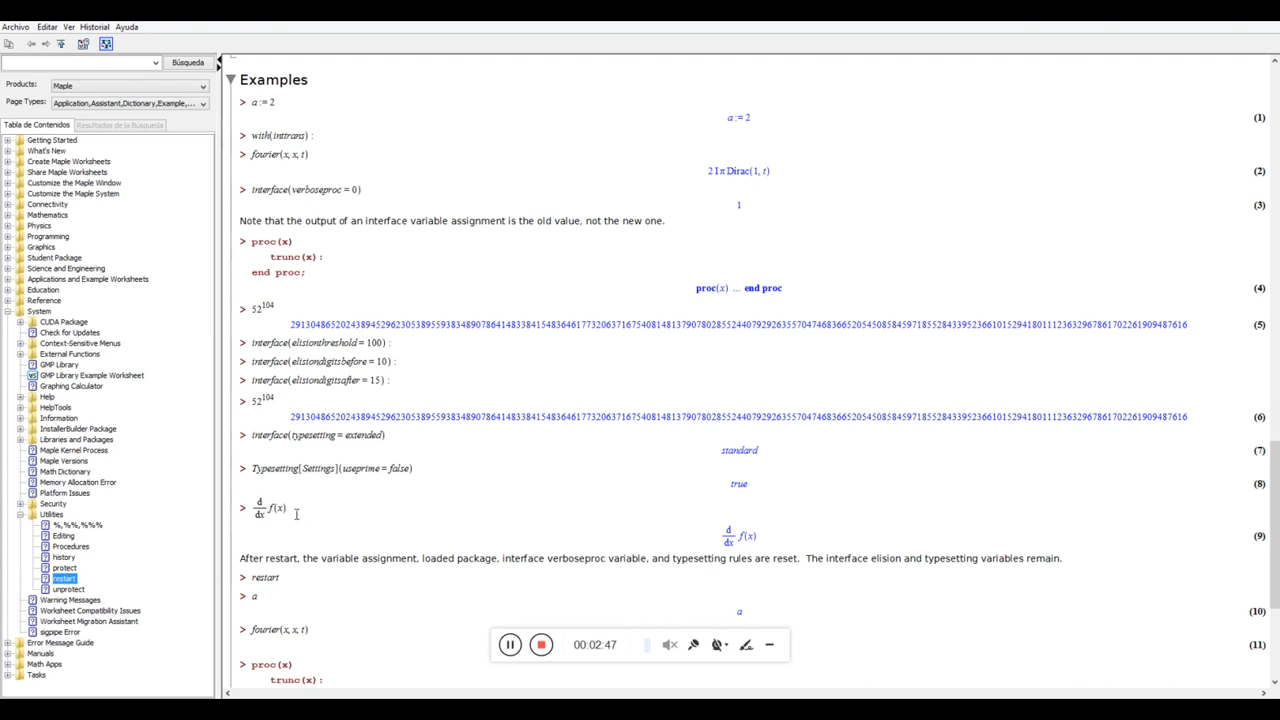 Archivo Editar Ver Historial Ayuda
Búsqueda
Products: Maple
Page Types: Application,Assistant,Dictionary,Example,...
Tabla de Contenidos Resultados de la Búsqueda
Getting Started
What's New
Create Maple Worksheets
Share Maple Worksheets
Customize the Maple Window
Customize the Maple System
Connectivity
Mathematics
Physics
Programming
Graphics
Student Package
Science and Engineering
Applications and Example Worksheets
Education
Reference
System
CUDA Package
Check for Updates
Context-Sensitive Menus
External Functions
GMP Library
GMP Library Example Worksheet
Graphing Calculator
Help
HelpTools
Information
InstallerBuilder Package
Libraries and Packages
Maple Kernel Process
Maple Versions
Math Dictionary
Memory Allocation Error
Platform Issues
Security
Utilities
%,%%,%%%
Editing
Procedures
history
protect
restart
unprotect
Warning Messages
Worksheet Compatibility Issues
Worksheet Migration Assistant
sigpipe Error
Error Message Guide
Manuals
Math Apps
Tasks
Examples
> a := 2
a := 2 (1)
> with(inttrans) :
> fourier(x, x, t)
2 I π Dirac(1, t) (2)
> interface(verboseproc = 0)
1 (3)
Note that the output of an interface variable assignment is the old value, not the new one.
> proc(x)
trunc(x):
end proc;
proc(x) ... end proc (4)
> 52^104
(5)
> interface(elisionthreshold = 100) :
> interface(elisiondigitsbefore = 10) :
> interface(elisiondigitsafter = 15) :
> 52^104
(6)
> interface(typesetting = extended)
standard (7)
> Typesetting[Settings](useprime = false)
true (8)
> d/dx f(x)
d/dx f(x) (9)
After restart, the variable assignment, loaded package, interface verboseproc variable, and typesetting rules are reset. The interface elision and typesetting variables remain.
> restart
> a
a (10)
> fourier(x, x, t)
(11)
> proc(x)
trunc(x):
00:02:47